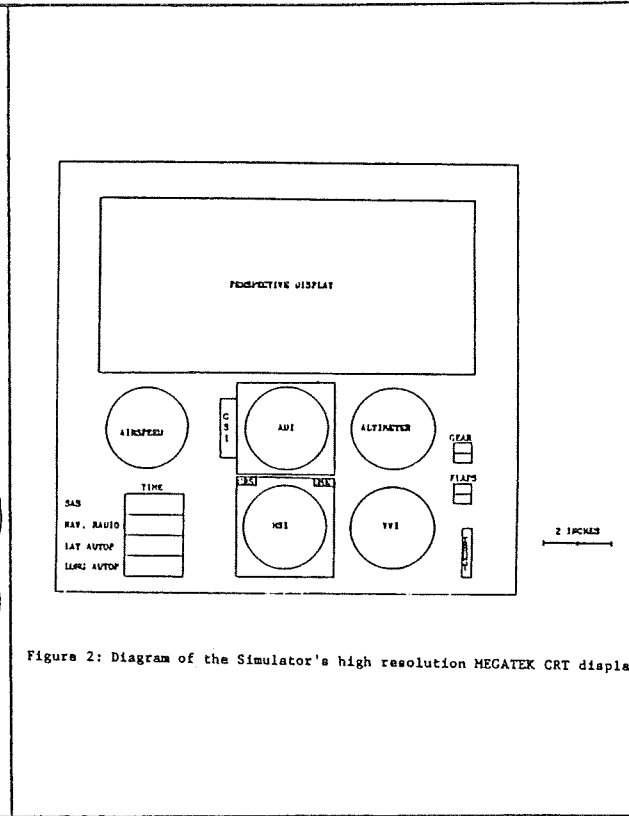 PERSPECTIVE DISPLAY
AIRSPEED
G
S
I
ADI
ALTIMETER
GEAR
TIME
FLAPS
SAS
NAV. RADIO
LAT AUTOP
LONG AUTOP
HSI
VVI
2 INCHES
Figure 2: Diagram of the Simulator's high resolution MEGATEK CRT displa